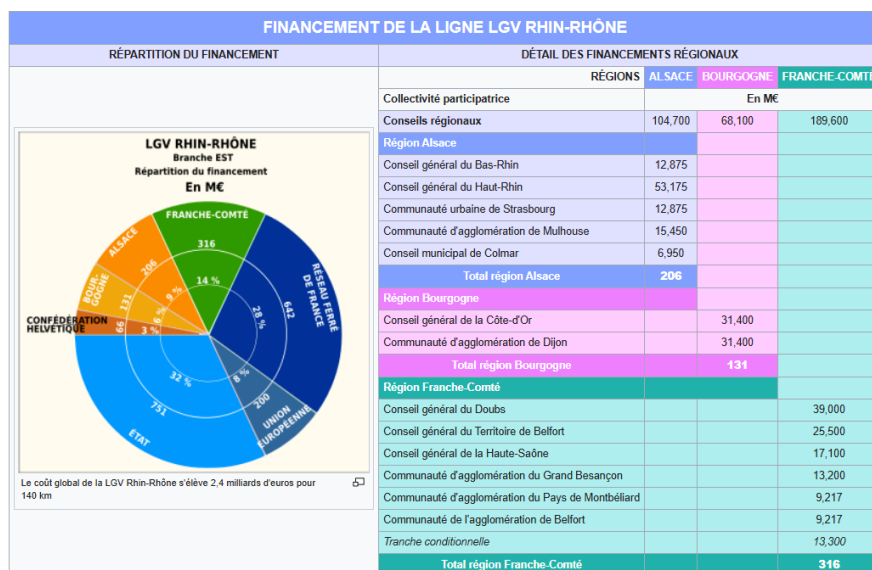 FINANCEMENT DE LA LIGNE LGV RHIN-RHÔNE
RÉPARTITION DU FINANCEMENT
LGV RHIN-RHÔNE
Branche EST
Répartition du financement
En M€
FRANCHE-COMTÉ
316
14 %
RÉSEAU FERRÉ
DE FRANCE
642
28 %
UNION
EUROPÉENNE
200
8 %
ÉTAT
751
32 %
CONFÉDÉRATION
HELVÉTIQUE
66
3 %
BOUR-
GOGNE
131
6 %
ALSACE
206
9 %
Le coût global de la LGV Rhin-Rhône s'élève 2,4 milliards d'euros pour
140 km
DÉTAIL DES FINANCEMENTS RÉGIONAUX
RÉGIONS ALSACE BOURGOGNE FRANCHE-COMTÉ
Collectivité participatrice En M€
Conseils régionaux 104,700 68,100 189,600
Région Alsace
Conseil général du Bas-Rhin 12,875
Conseil général du Haut-Rhin 53,175
Communauté urbaine de Strasbourg 12,875
Communauté d'agglomération de Mulhouse 15,450
Conseil municipal de Colmar 6,950
Total région Alsace 206
Région Bourgogne
Conseil général de la Côte-d'Or 31,400
Communauté d'agglomération de Dijon 31,400
Total région Bourgogne 131
Région Franche-Comté
Conseil général du Doubs 39,000
Conseil général du Territoire de Belfort 25,500
Conseil général de la Haute-Saône 17,100
Communauté d'agglomération du Grand Besançon 13,200
Communauté d'agglomération du Pays de Montbéliard 9,217
Communauté de l'agglomération de Belfort 9,217
Tranche conditionnelle 13,300
Total région Franche-Comté 316